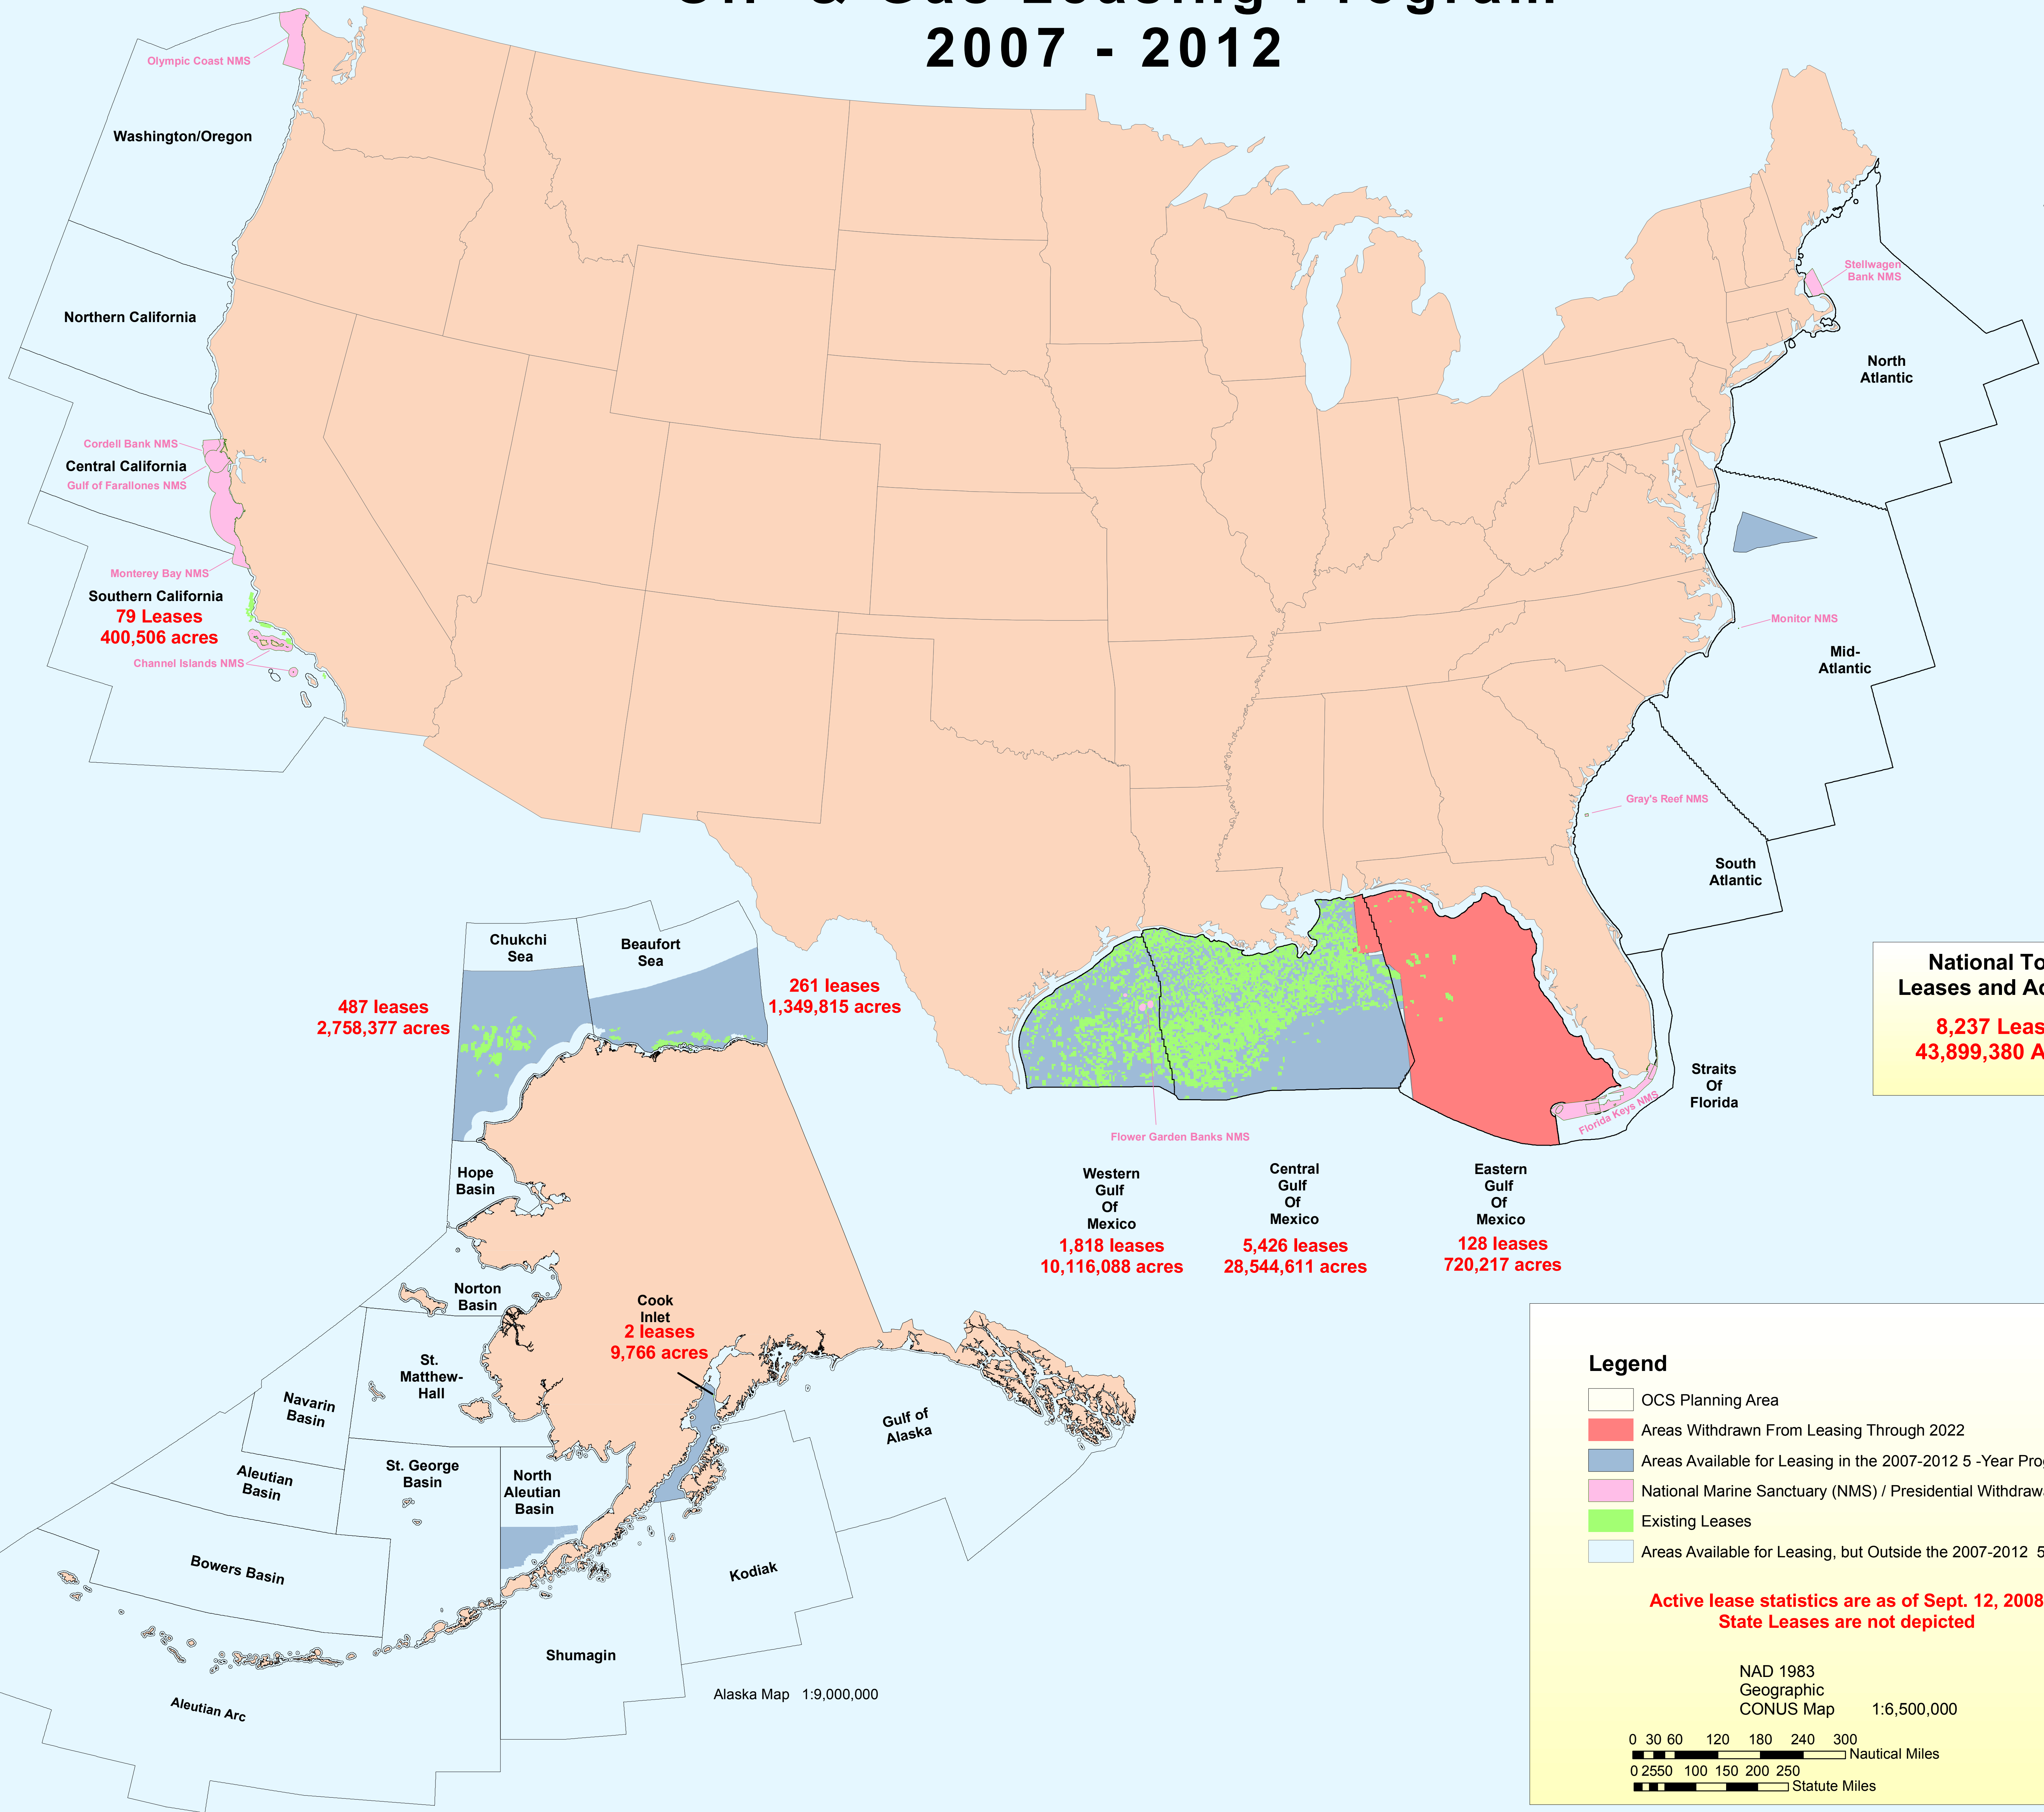 Oil & Gas Leasing Program
2007 - 2012
Olympic Coast NMS
Washington/Oregon
Northern California
Cordell Bank NMS
Central California
Gulf of Farallones NMS
Monterey Bay NMS
Southern California
79 Leases
400,506 acres
Channel Islands NMS
Stellwagen
Bank NMS
North
Atlantic
Monitor NMS
Mid-
Atlantic
Gray's Reef NMS
South
Atlantic
Straits
Of
Florida
Florida Keys NMS
Flower Garden Banks NMS
Western
Gulf
Of
Mexico
1,818 leases
10,116,088 acres
Central
Gulf
Of
Mexico
5,426 leases
28,544,611 acres
Eastern
Gulf
Of
Mexico
128 leases
720,217 acres
National To
Leases and Ac
8,237 Leas
43,899,380 A
Chukchi
Sea
487 leases
2,758,377 acres
Beaufort
Sea
261 leases
1,349,815 acres
Hope
Basin
Norton
Basin
Cook
Inlet
2 leases
9,766 acres
St.
Matthew-
Hall
Navarin
Basin
Aleutian
Basin
St. George
Basin
North
Aleutian
Basin
Gulf of
Alaska
Bowers Basin
Kodiak
Shumagin
Aleutian Arc
Alaska Map 1:9,000,000
Legend
OCS Planning Area
Areas Withdrawn From Leasing Through 2022
Areas Available for Leasing in the 2007-2012 5 -Year Prog
National Marine Sanctuary (NMS) / Presidential Withdrawa
Existing Leases
Areas Available for Leasing, but Outside the 2007-2012 5
Active lease statistics are as of Sept. 12, 2008
State Leases are not depicted
NAD 1983
Geographic
CONUS Map 1:6,500,000
0 30 60 120 180 240 300
Nautical Miles
0 25 50 100 150 200 250
Statute Miles